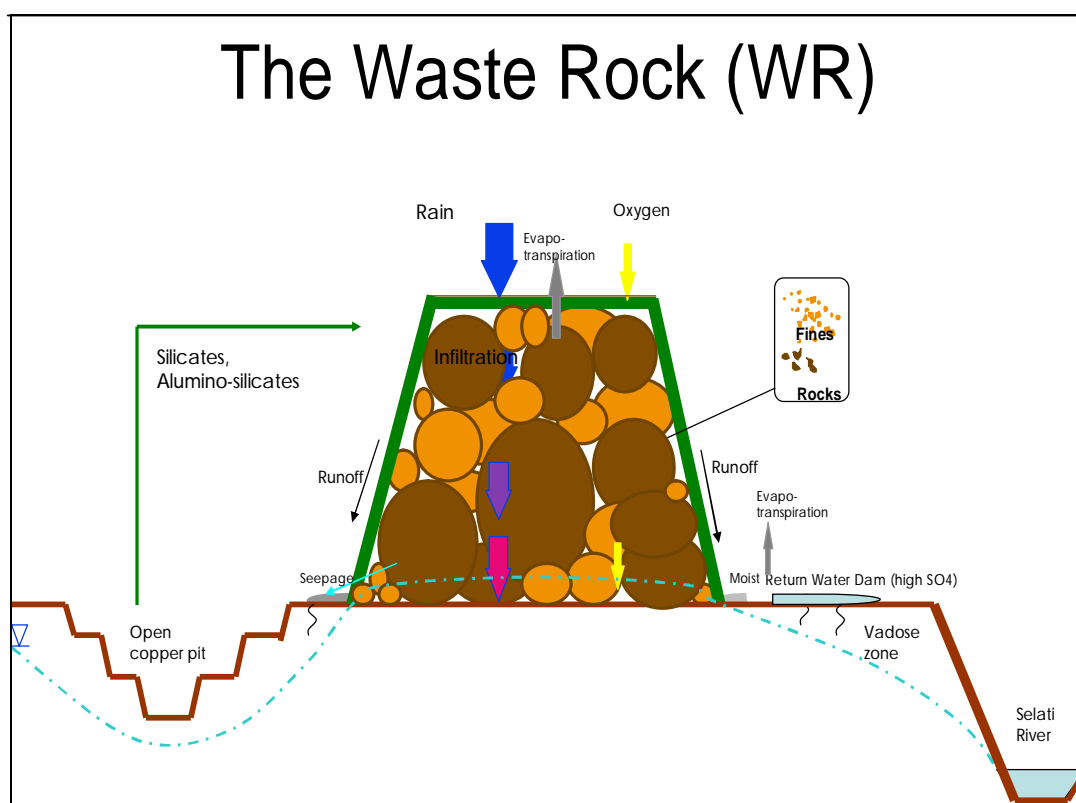 The Waste Rock (WR)
Rain
Oxygen
Evapo-
transpiration
Silicates,
Alumino-silicates
Infiltration
Fines
Rocks
Runoff
Runoff
Evapo-
transpiration
Seepage
Moist
Return Water Dam (high SO4)
Open
copper pit
Vadose
zone
Selati
River